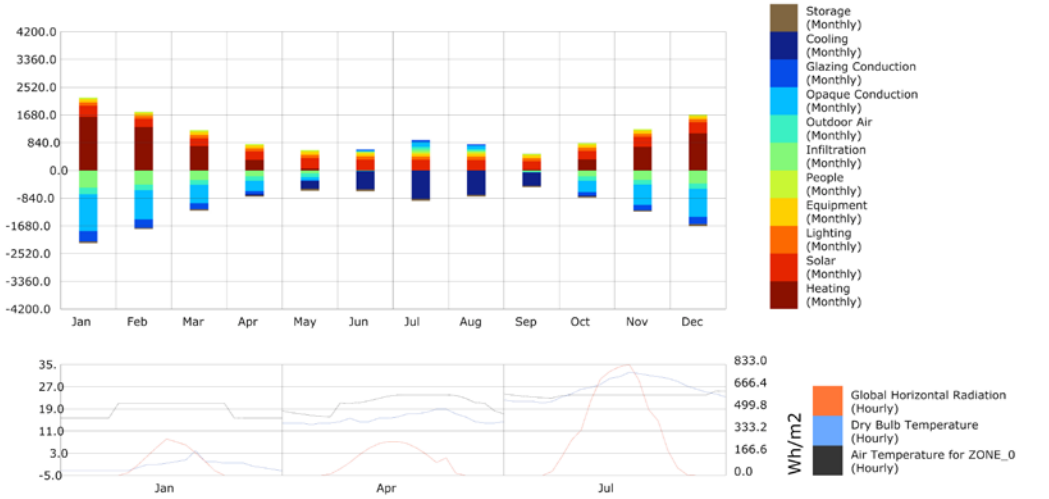 4200.0
3360.0
2520.0
1680.0
840.0
0.0
-840.0
-1680.0
-2520.0
-3360.0
-4200.0
Jan Feb Mar Apr May Jun Jul Aug Sep Oct Nov Dec
Storage
(Monthly)
Cooling
(Monthly)
Glazing Conduction
(Monthly)
Opaque Conduction
(Monthly)
Outdoor Air
(Monthly)
Infiltration
(Monthly)
People
(Monthly)
Equipment
(Monthly)
Lighting
(Monthly)
Solar
(Monthly)
Heating
(Monthly)
35.
27.0
19.0
11.0
3.0
-5.0
Jan Apr Jul
833.0
666.4
499.8
333.2
166.6
0.0
Wh/m2
Global Horizontal Radiation
(Hourly)
Dry Bulb Temperature
(Hourly)
Air Temperature for ZONE_0
(Hourly)